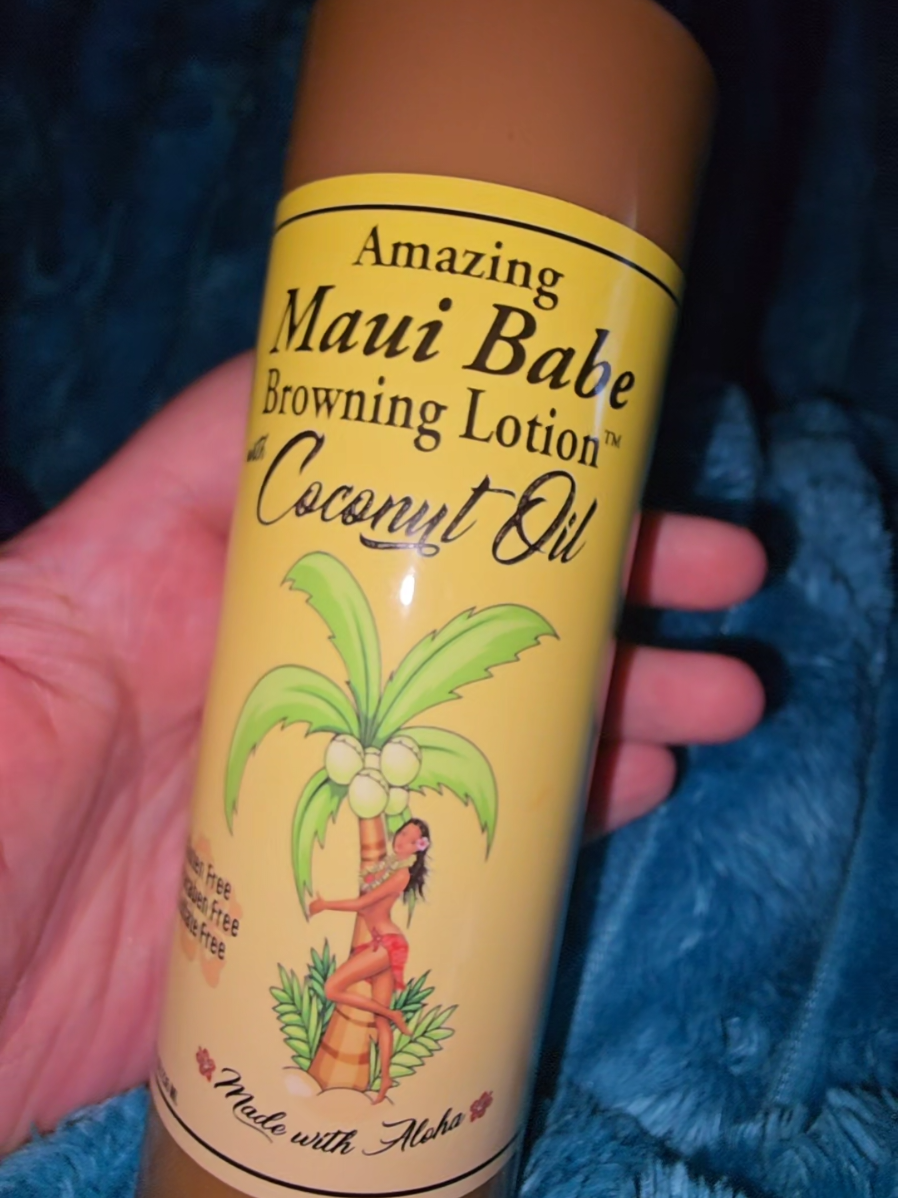 Amazing
Maui Babe
Browning Lotion™
with
Coconut Oil
Free
Free
Free
Made with Aloha